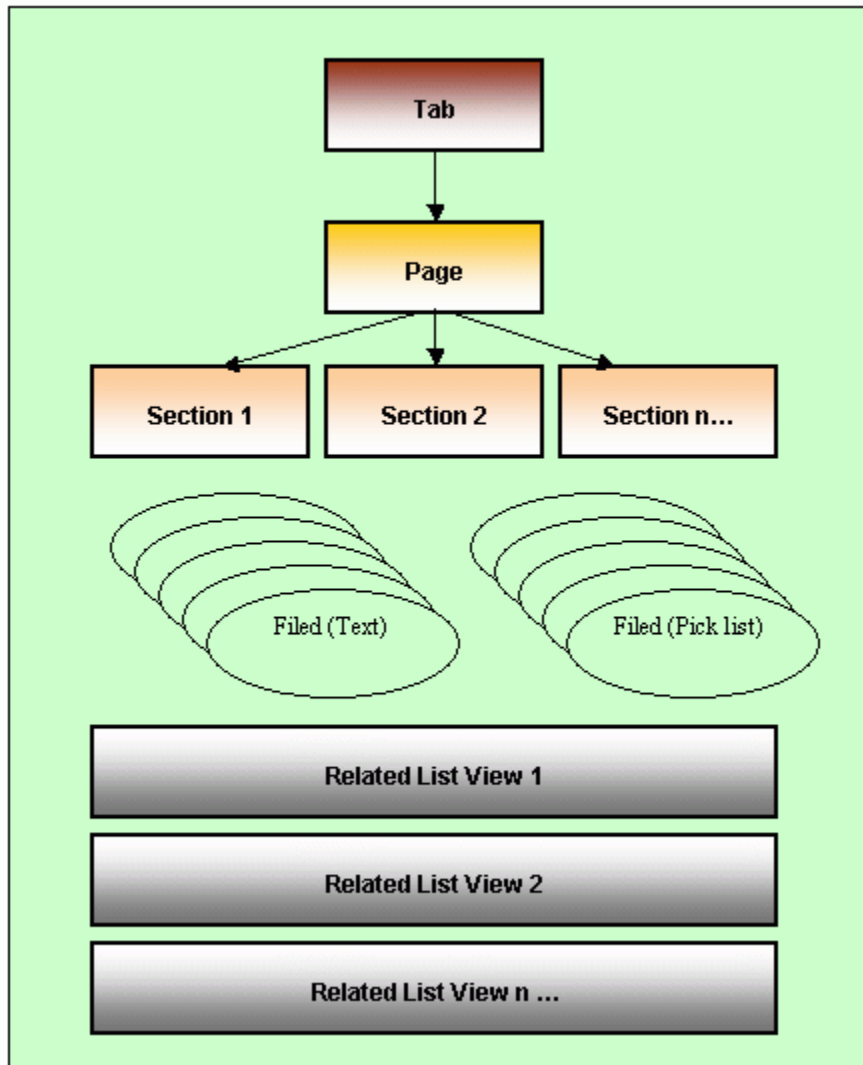 Tab
Page
Section 1
Section 2
Section n...
Filed (Text)
Filed (Pick list)
Related List View 1
Related List View 2
Related List View n ...